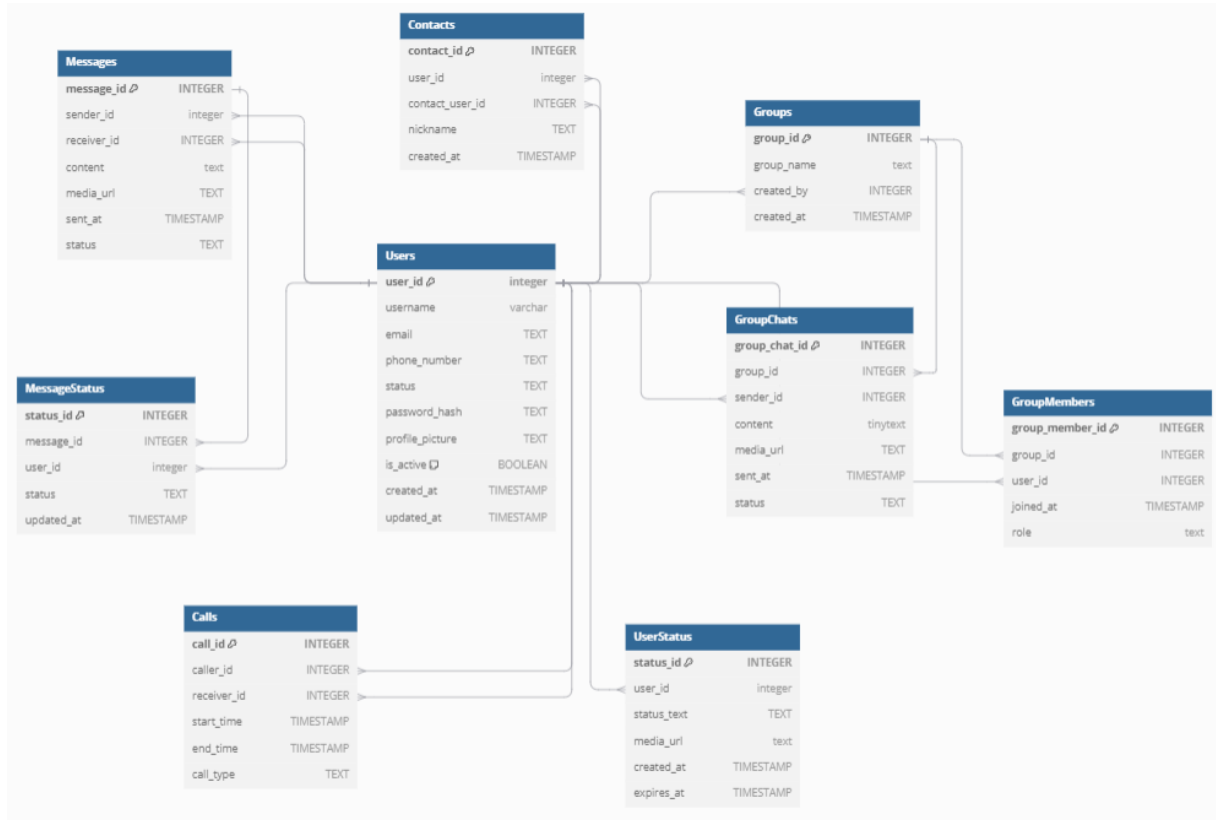 Contacts
contact_id INTEGER
user_id integer
contact_user_id INTEGER
nickname TEXT
created_at TIMESTAMP
Messages
message_id INTEGER
sender_id integer
receiver_id INTEGER
content text
media_url TEXT
sent_at TIMESTAMP
status TEXT
Groups
group_id INTEGER
group_name text
created_by INTEGER
created_at TIMESTAMP
Users
user_id integer
username varchar
email TEXT
phone_number TEXT
status TEXT
password_hash TEXT
profile_picture TEXT
is_active BOOLEAN
created_at TIMESTAMP
updated_at TIMESTAMP
GroupChats
group_chat_id INTEGER
group_id INTEGER
sender_id INTEGER
content tinytext
media_url TEXT
sent_at TIMESTAMP
status TEXT
MessageStatus
status_id INTEGER
message_id INTEGER
user_id integer
status TEXT
updated_at TIMESTAMP
GroupMembers
group_member_id INTEGER
group_id INTEGER
user_id INTEGER
joined_at TIMESTAMP
role text
Calls
call_id INTEGER
caller_id INTEGER
receiver_id INTEGER
start_time TIMESTAMP
end_time TIMESTAMP
call_type TEXT
UserStatus
status_id INTEGER
user_id integer
status_text TEXT
media_url text
created_at TIMESTAMP
expires_at TIMESTAMP